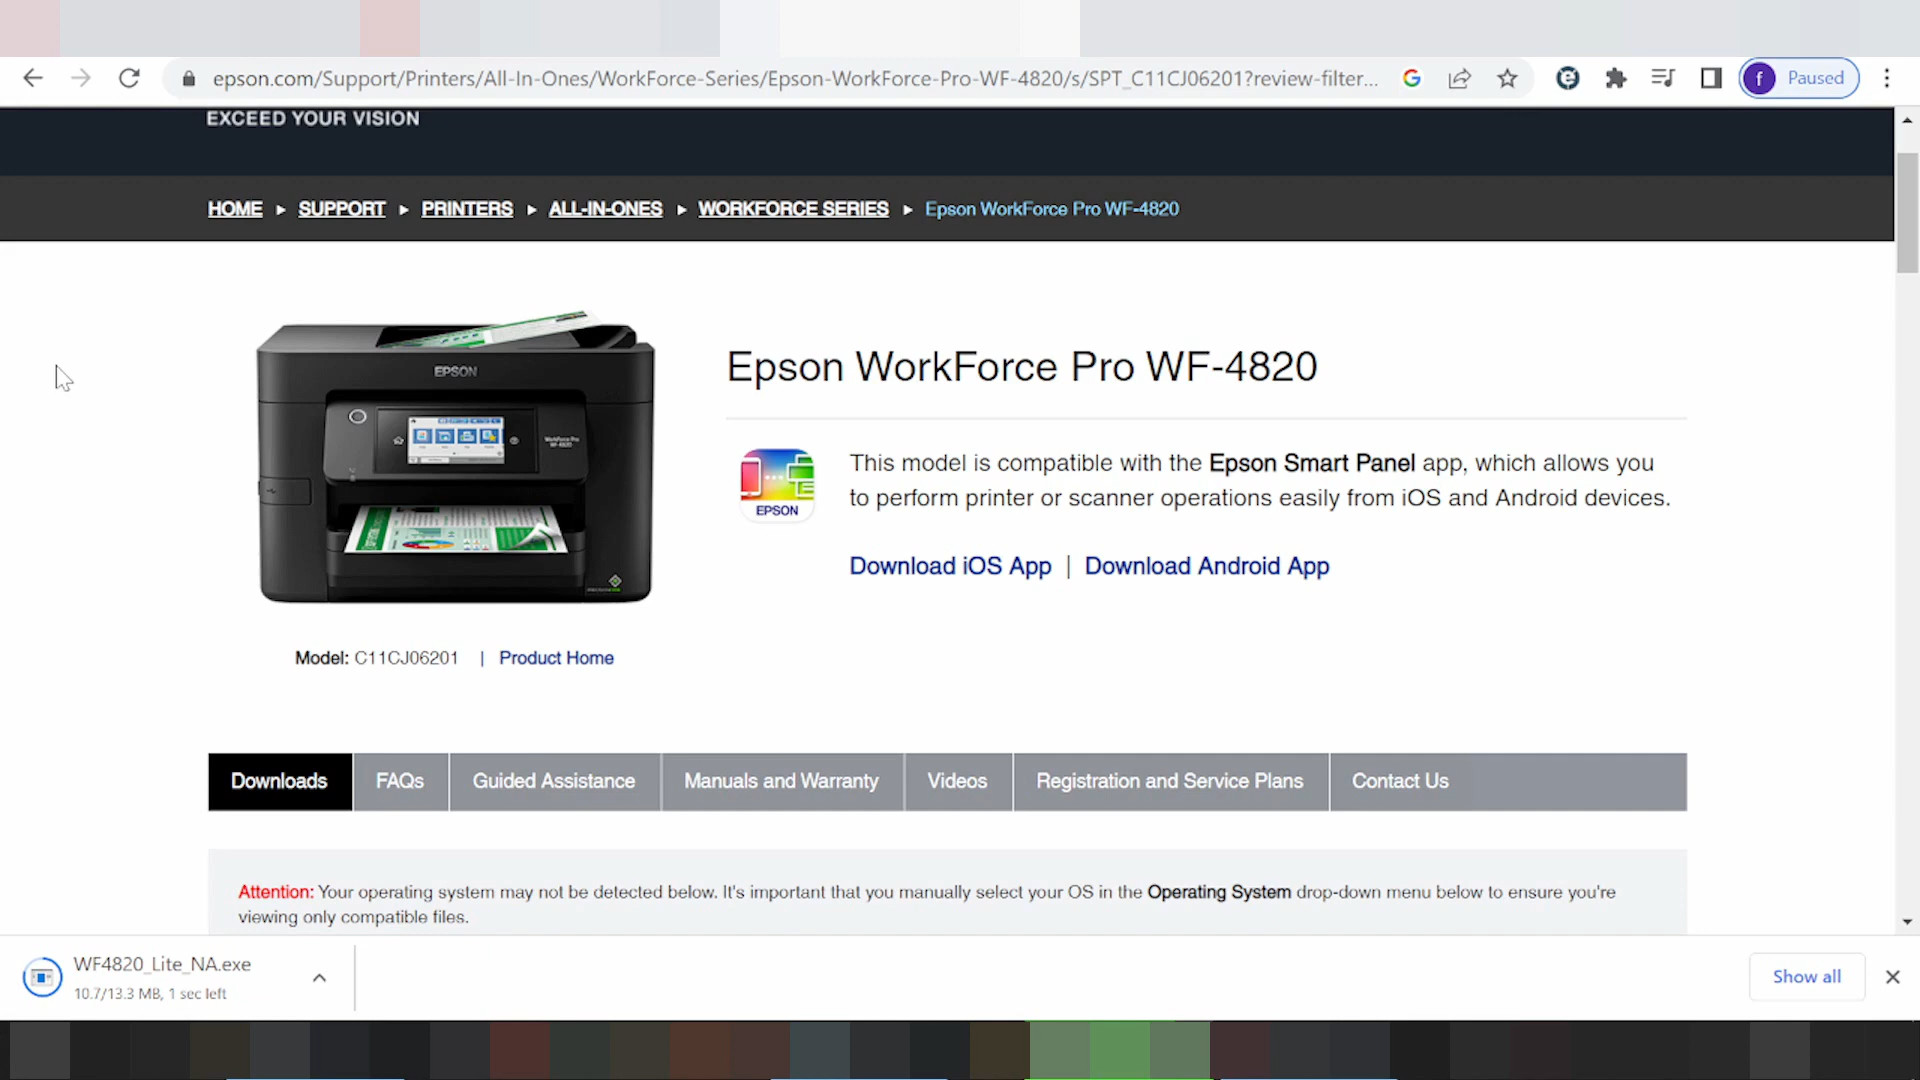 epson.com/Support/Printers/All-In-Ones/WorkForce-Series/Epson-WorkForce-Pro-WF-4820/s/SPT_C11CJ06201?review-filter...
f Paused
EXCEED YOUR VISION
HOME ▸ SUPPORT ▸ PRINTERS ▸ ALL-IN-ONES ▸ WORKFORCE SERIES ▸ Epson WorkForce Pro WF-4820
EPSON
WorkForce Pro
WF-4820
Epson WorkForce Pro WF-4820
EPSON
This model is compatible with the Epson Smart Panel app, which allows you
to perform printer or scanner operations easily from iOS and Android devices.
Download iOS App | Download Android App
Model: C11CJ06201 | Product Home
Downloads FAQs Guided Assistance Manuals and Warranty Videos Registration and Service Plans Contact Us
Attention: Your operating system may not be detected below. It's important that you manually select your OS in the Operating System drop-down menu below to ensure you're
viewing only compatible files.
WF4820_Lite_NA.exe
10.7/13.3 MB, 1 sec left
Show all